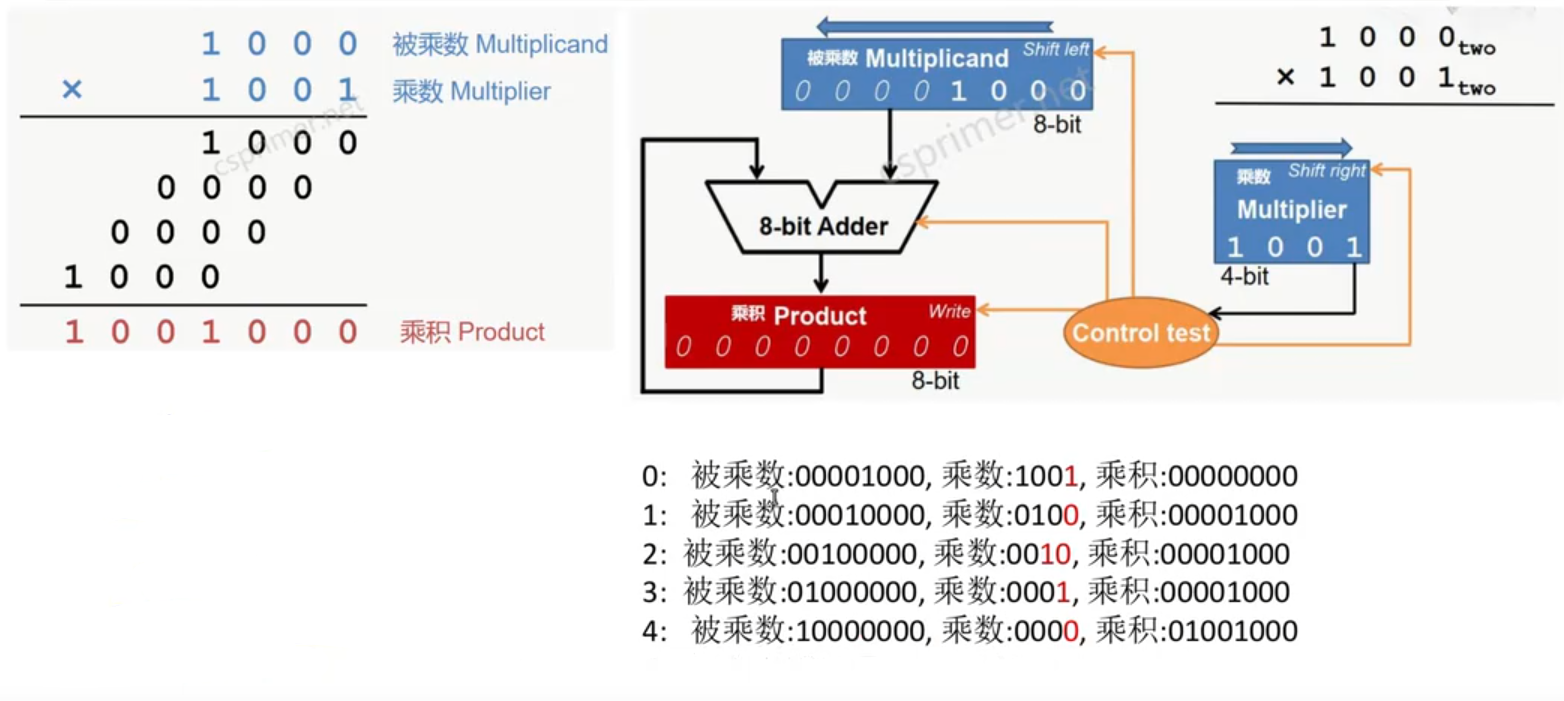 1 0 0 0 被乘数 Multiplicand
× 1 0 0 1 乘数 Multiplier
1 0 0 0
0 0 0 0
0 0 0 0
1 0 0 0
1 0 0 1 0 0 0 乘积 Product
csprimer.net
被乘数 Multiplicand Shift left
0 0 0 0 1 0 0 0
8-bit
csprimer.net
8-bit Adder
乘积 Product Write
0 0 0 0 0 0 0 0
8-bit
Control test
1 0 0 0two
× 1 0 0 1two
乘数 Shift right
Multiplier
1 0 0 1
4-bit
0: 被乘数:00001000, 乘数:1001, 乘积:00000000
1: 被乘数:00010000, 乘数:0100, 乘积:00001000
2: 被乘数:00100000, 乘数:0010, 乘积:00001000
3: 被乘数:01000000, 乘数:0001, 乘积:00001000
4: 被乘数:10000000, 乘数:0000, 乘积:01001000